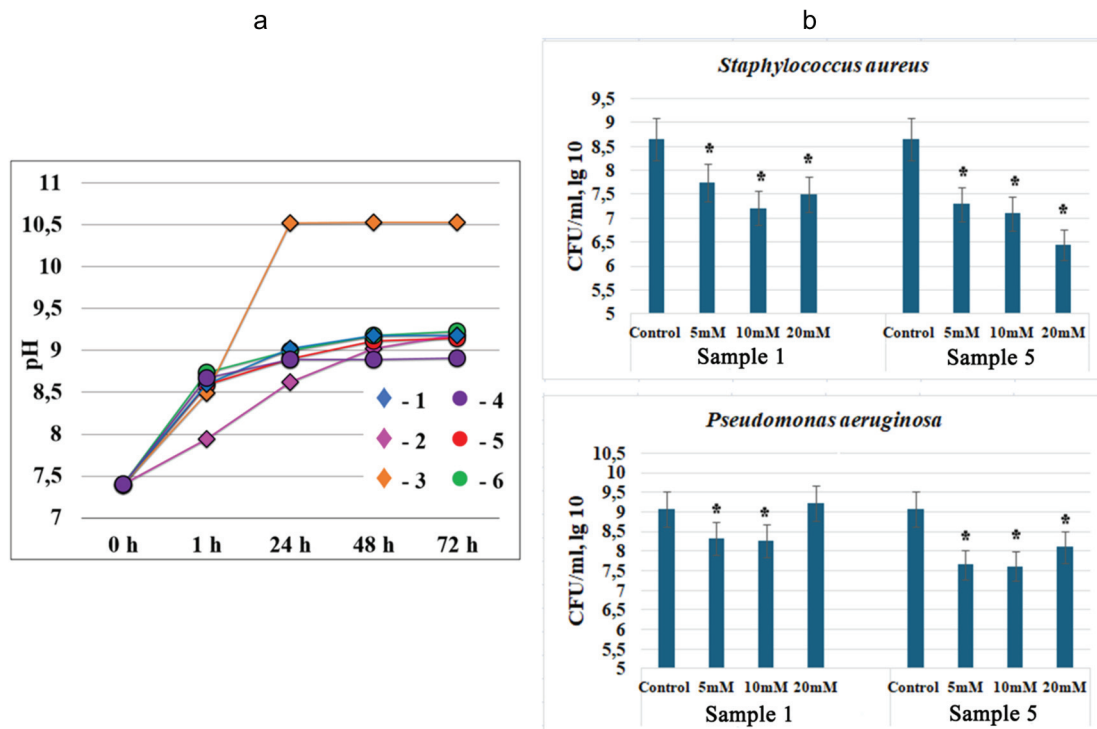 a
pH
11
10,5
10
9,5
9
8,5
8
7,5
7
0 h 1 h 24 h 48 h 72 h
- 1 - 4
- 2 - 5
- 3 - 6
b
Staphylococcus aureus
CFU/ml, lg 10
9,5
9
8,5
8
7,5
7
6,5
6
5,5
5
* * * * * *
Control 5mM 10mM 20mM Control 5mM 10mM 20mM
Sample 1 Sample 5
Pseudomonas aeruginosa
CFU/ml, lg 10
10,5
10
9,5
9
8,5
8
7,5
7
6,5
6
5,5
5
* * * * *
Control 5mM 10mM 20mM Control 5mM 10mM 20mM
Sample 1 Sample 5